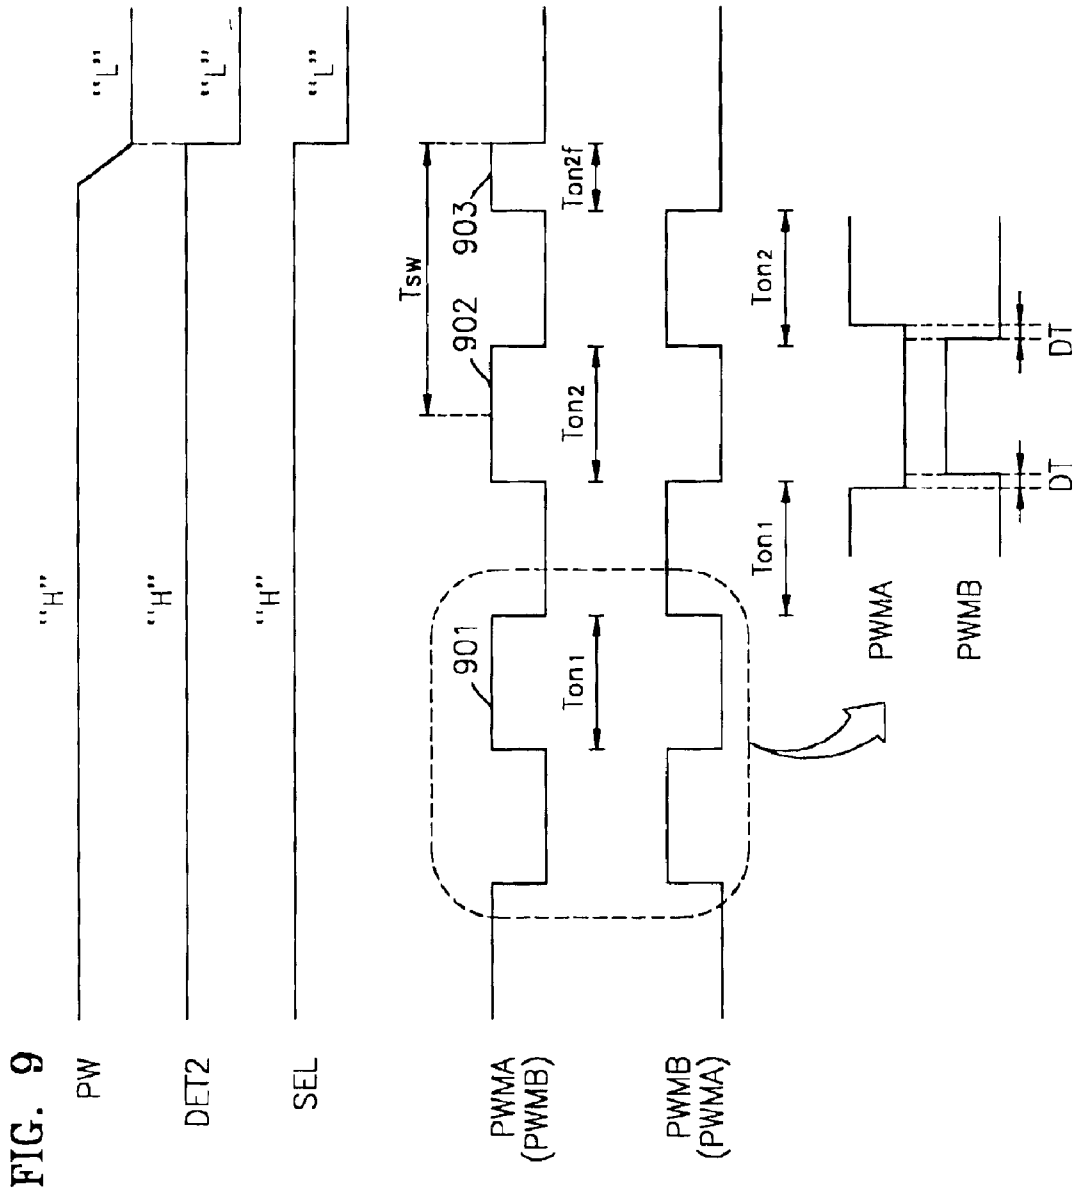 FIG. 9
PW
"H"
"L"
DET2
"H"
"L"
SEL
"H"
"L"
Tsw
PWMA
(PWMB)
901
902
903
Ton1
Ton2
Ton2f
PWMB
(PWMA)
Ton1
Ton2
PWMA
PWMB
DT
DT